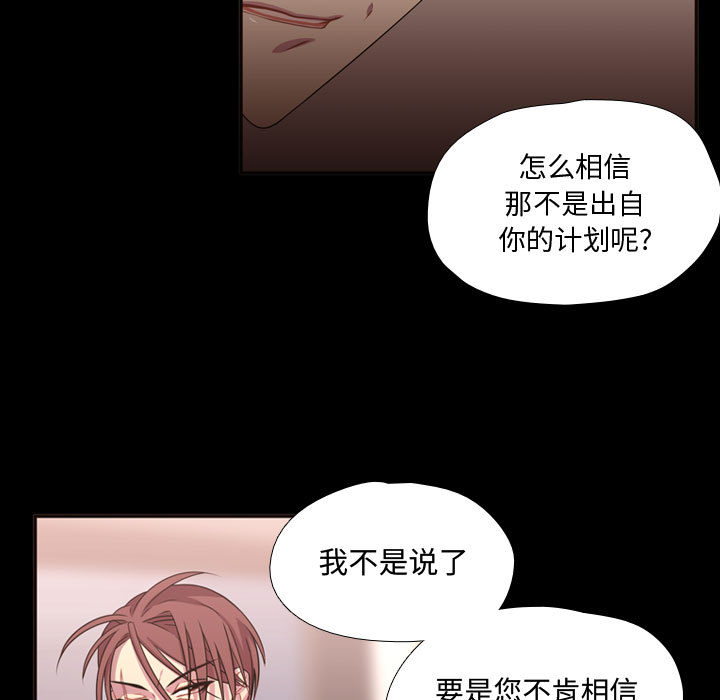 怎么相信
那不是出自
你的计划呢?
我不是说了
要是您不肯相信